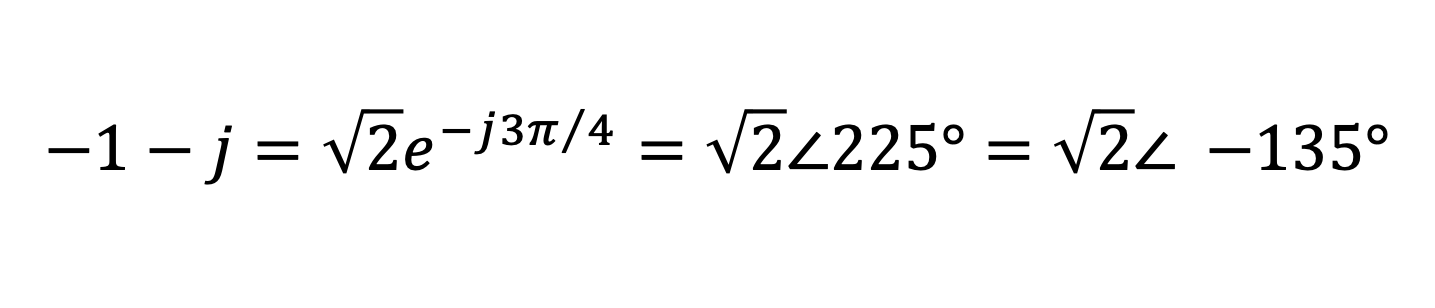 −1 − j = √2e^{−j3π/4} = √2∠225° = √2∠ −135°